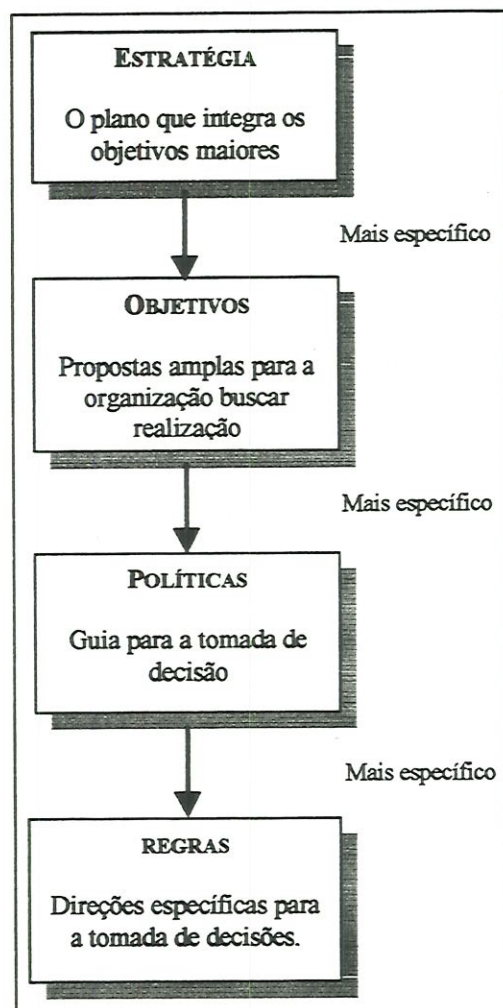 ESTRATÉGIA
O plano que integra os
objetivos maiores
Mais específico
OBJETIVOS
Propostas amplas para a
organização buscar
realização
Mais específico
POLÍTICAS
Guia para a tomada de
decisão
Mais específico
REGRAS
Direções específicas para
a tomada de decisões.